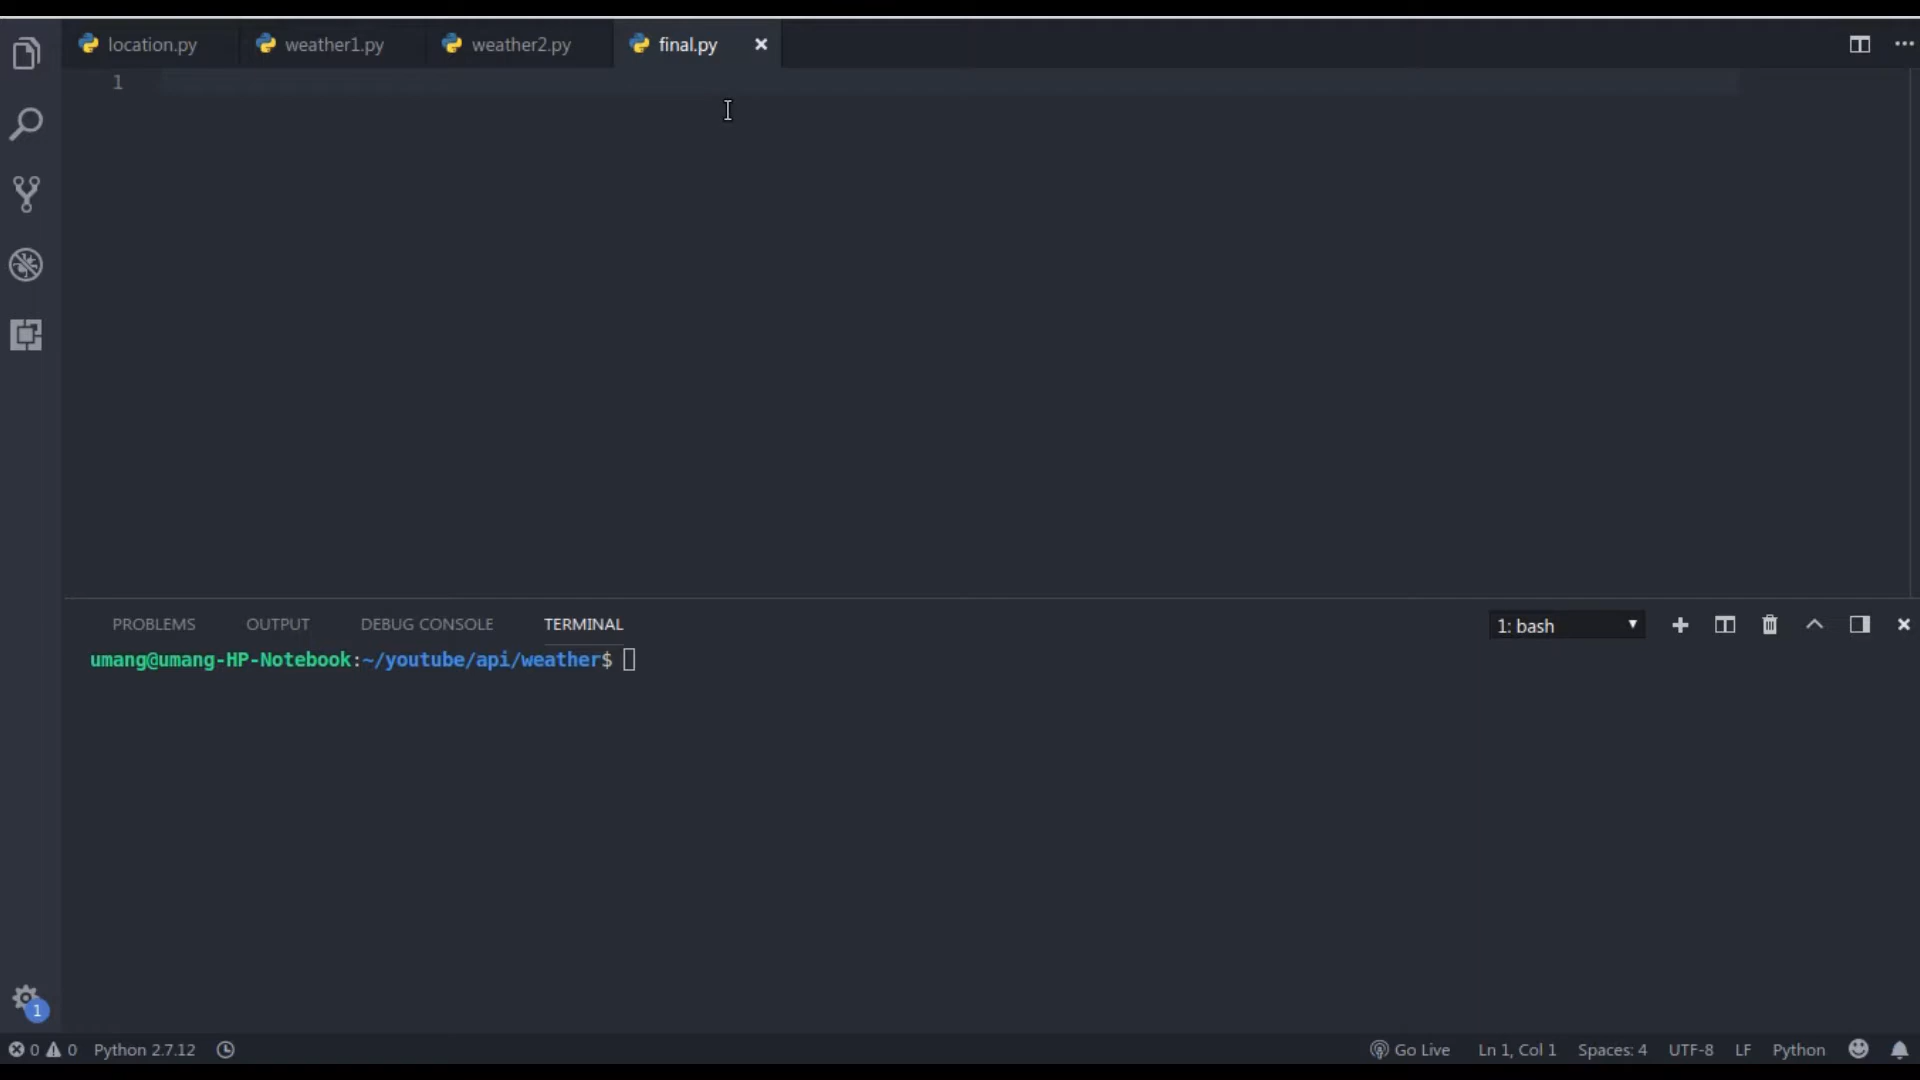 location.py weather1.py weather2.py final.py
1
PROBLEMS OUTPUT DEBUG CONSOLE TERMINAL 1: bash
umang@umang-HP-Notebook:~/youtube/api/weather$
1
0 0 Python 2.7.12 Go Live Ln 1, Col 1 Spaces: 4 UTF-8 LF Python